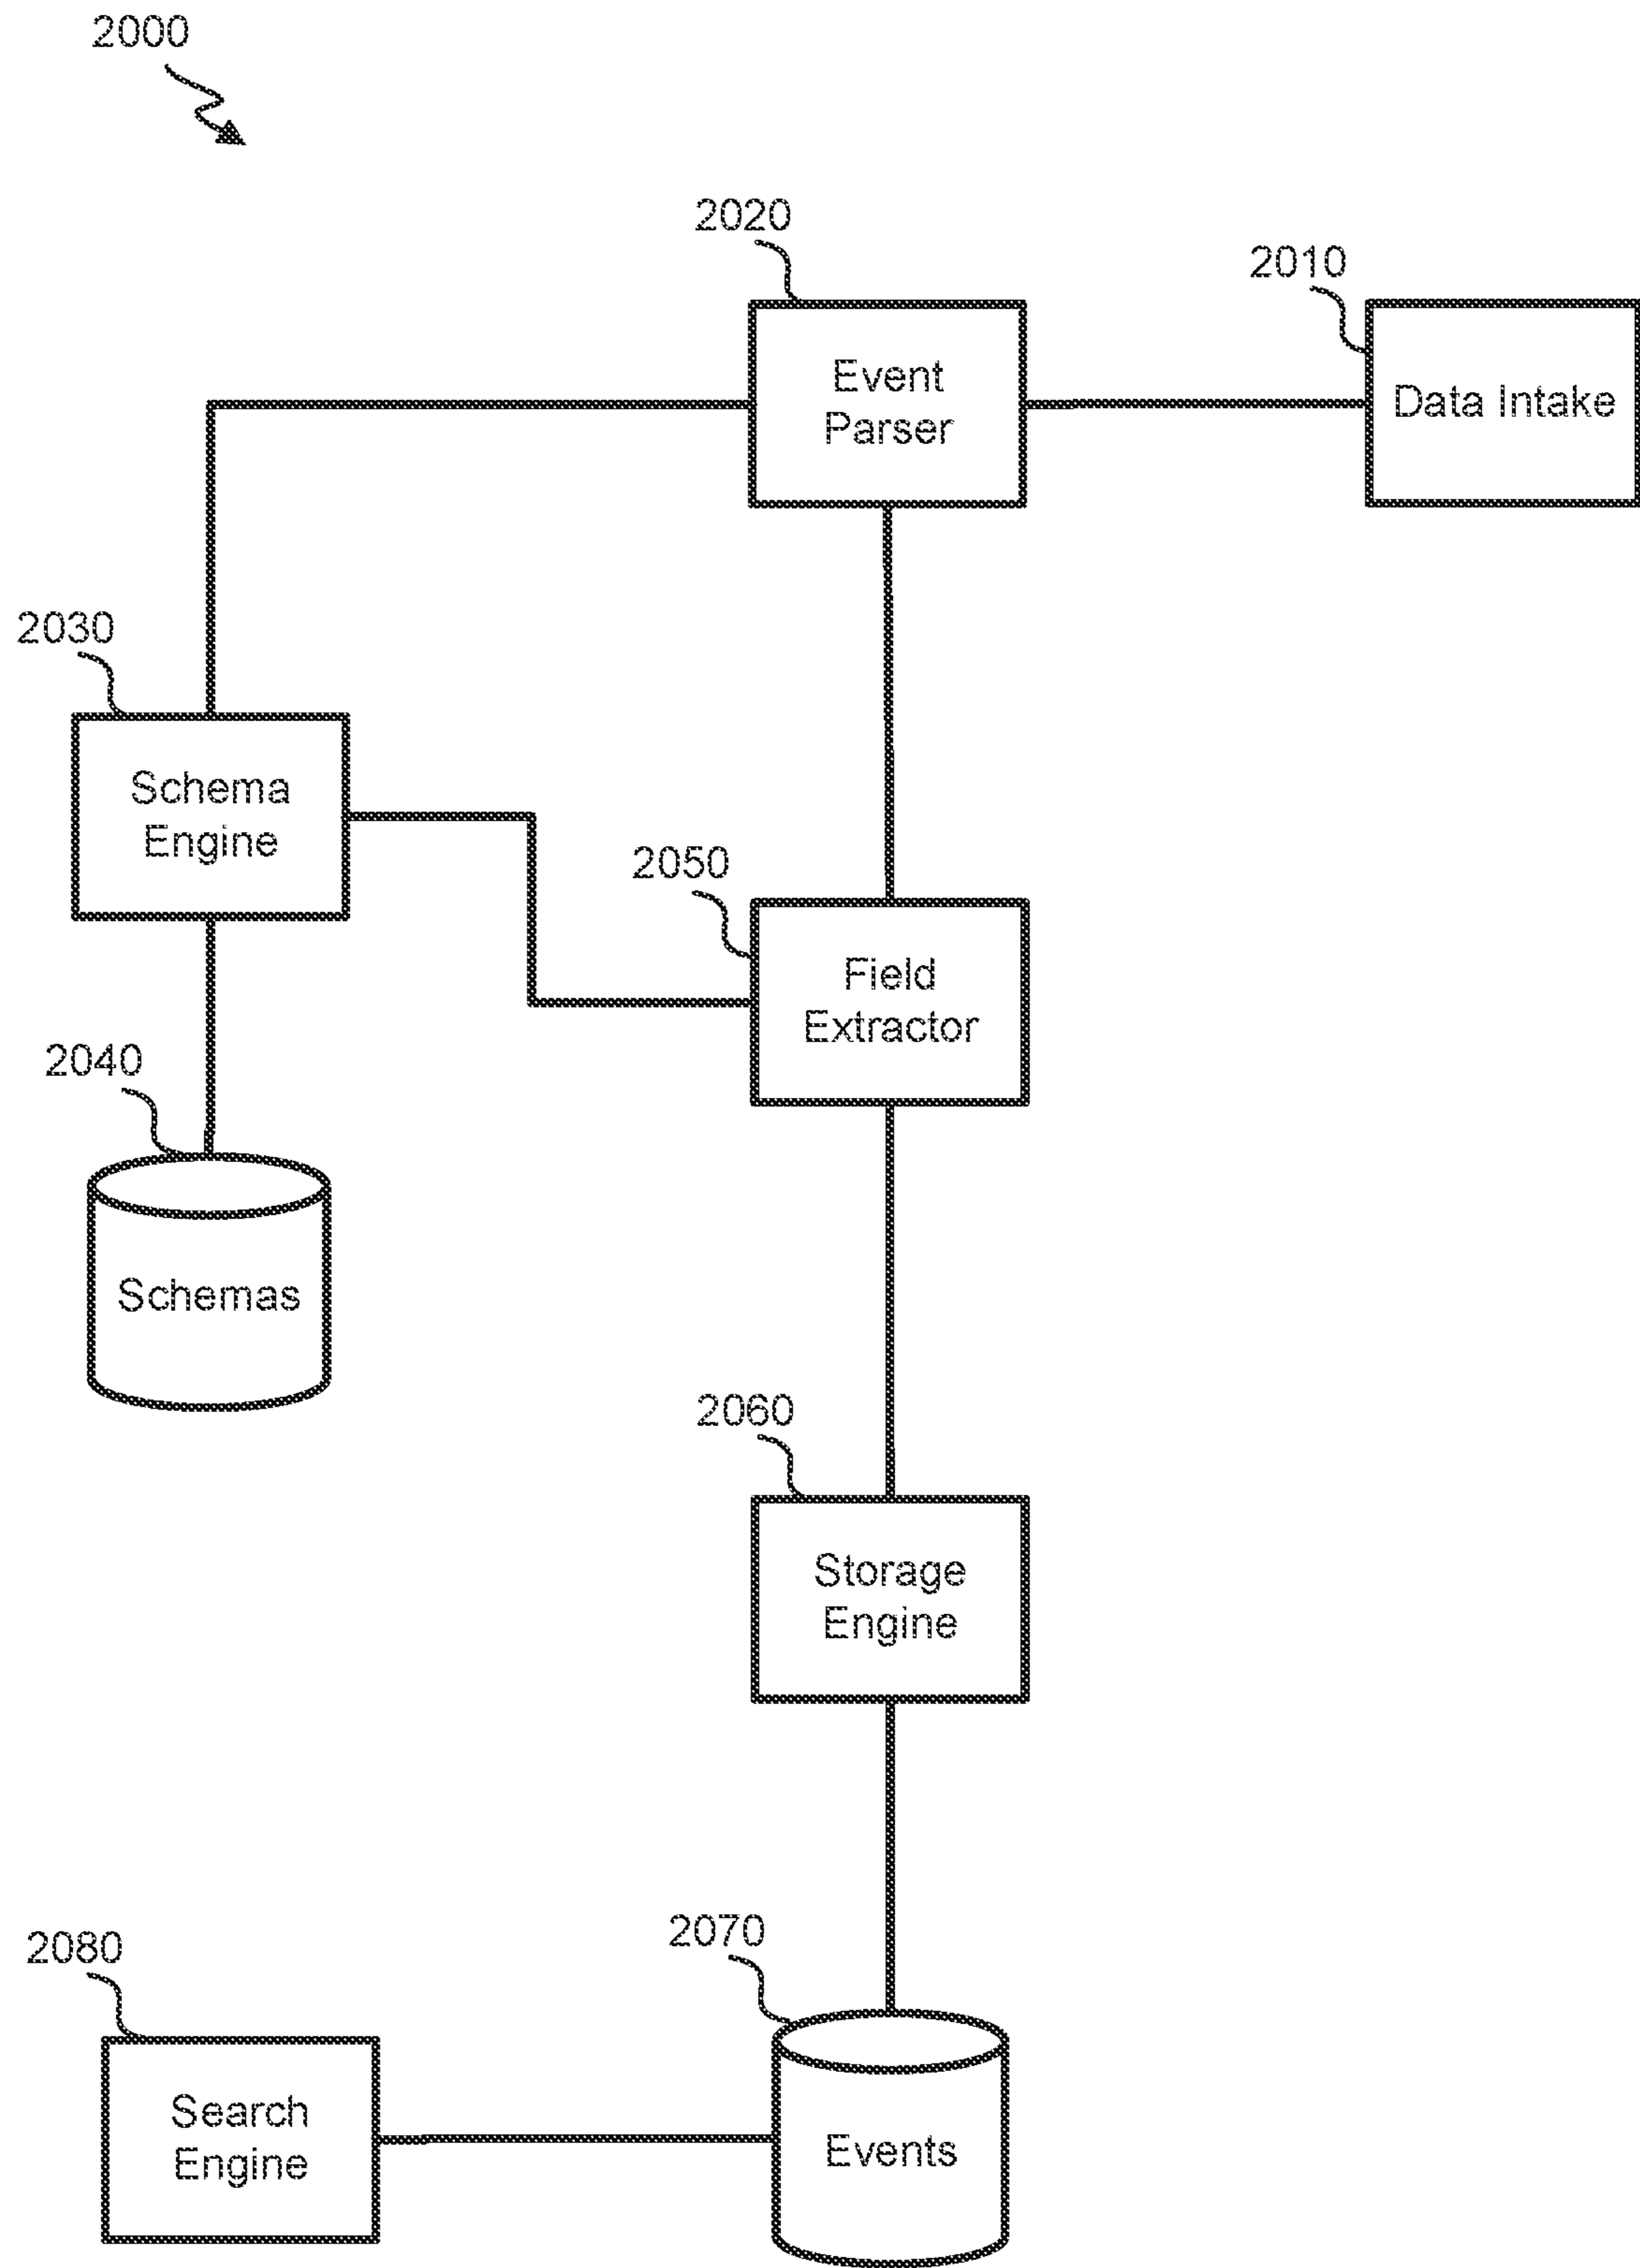 2000
2020
2010
Event
Parser
Data Intake
2030
Schema
Engine
2050
Field
Extractor
2040
Schemas
2060
Storage
Engine
2070
2080
Search
Engine
Events